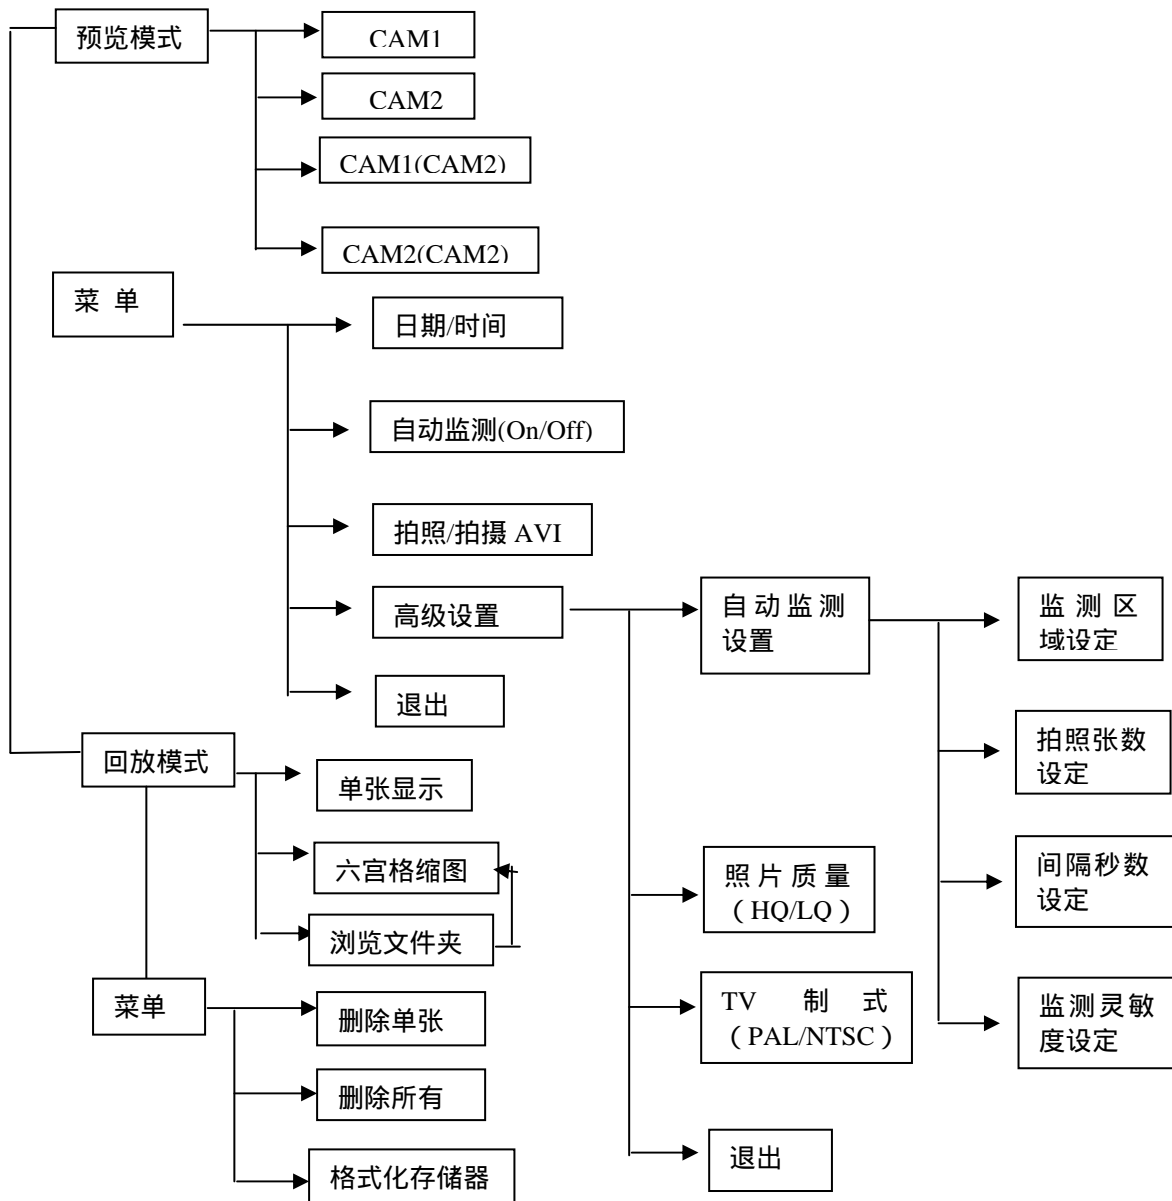 预览模式
CAM1
CAM2
CAM1(CAM2)
CAM2(CAM2)
菜 单
日期/时间
自动监测(On/Off)
拍照/拍摄 AVI
高级设置
退出
自动监测
设置
监测区
域设定
拍照张数
设定
间隔秒数
设定
监测灵敏
度设定
照片质量
（HQ/LQ）
TV 制 式
（PAL/NTSC）
退出
回放模式
单张显示
六宫格缩图
浏览文件夹
菜单
删除单张
删除所有
格式化存储器